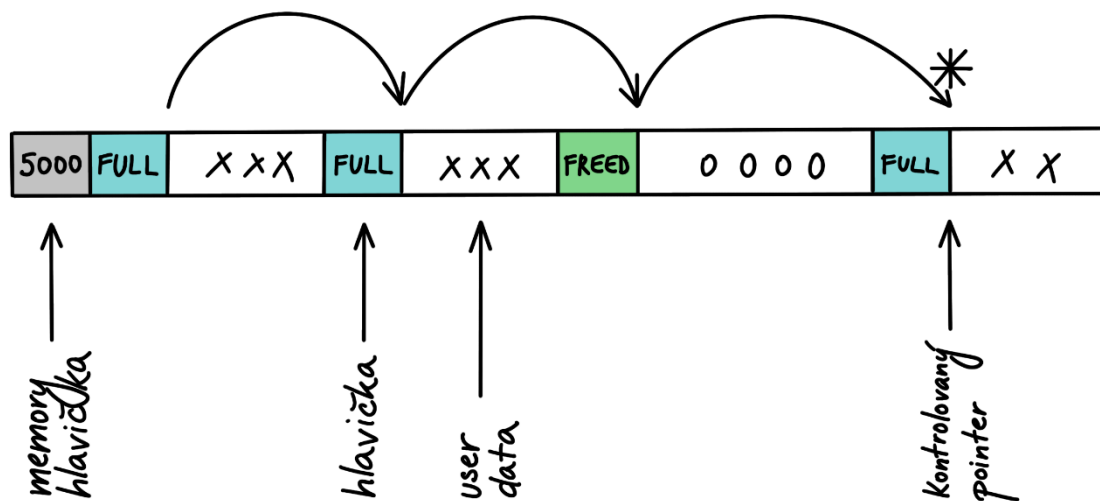 *
5000 FULL X X X FULL X X X FREED 0 0 0 0 FULL X X
memory
hlavička
hlavička
user
data
kontrolovaný
pointer